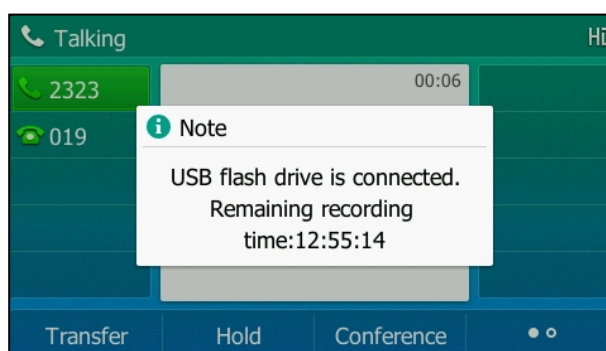 Talking
2323
00:06
019
Note
USB flash drive is connected.
Remaining recording
time:12:55:14
Transfer
Hold
Conference